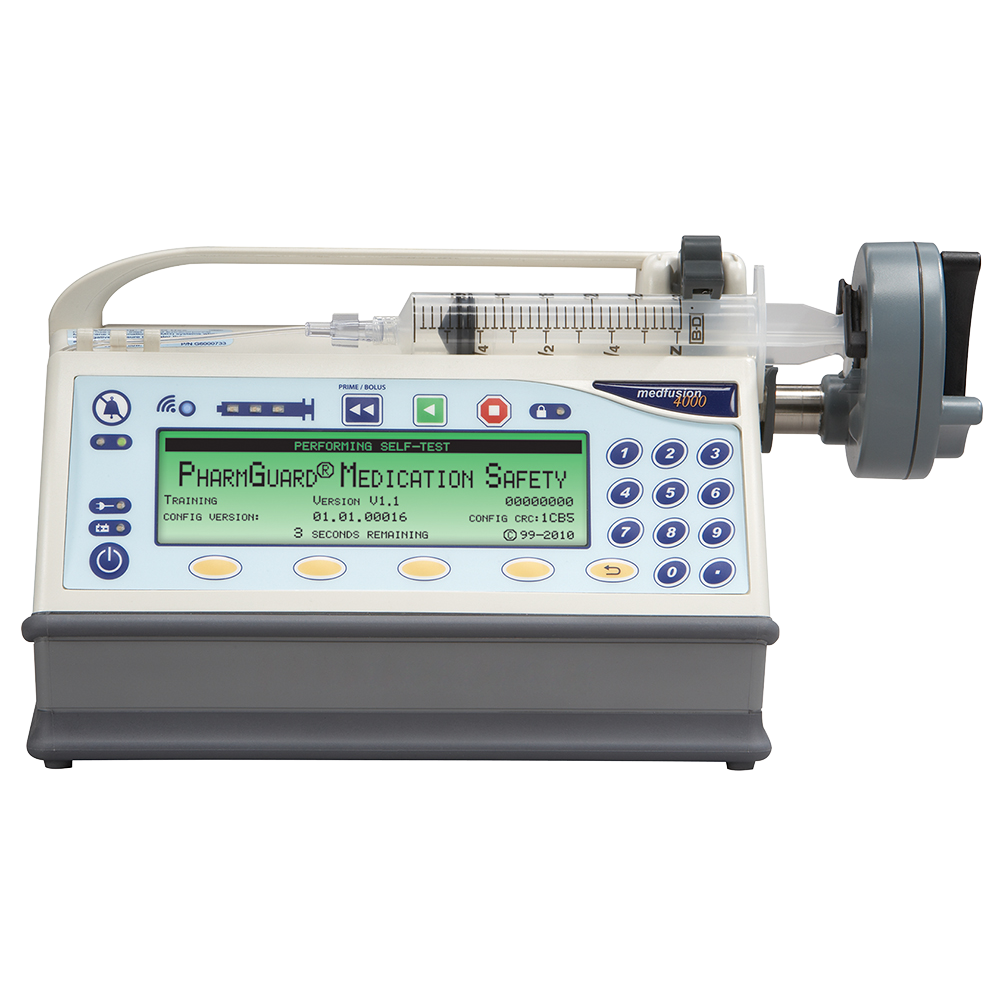 P/N G6000733
B-D
PRIME / BOLUS
medfusion
4000
PERFORMING SELF-TEST
PHARMGUARD® MEDICATION SAFETY
TRAINING VERSION V1.1 00000000
CONFIG VERSION: 01.01.00016 CONFIG CRC:1CB5
3 SECONDS REMAINING © 99-2010
1 2 3
4 5 6
7 8 9
0 .